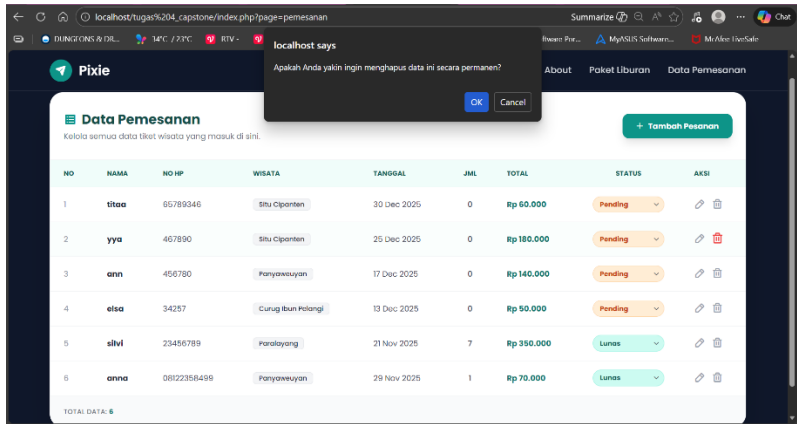 localhost/tugas%204_capstone/index.php?page=pemesanan
Summarize
Chat
DUNGEONS & DR...
34°C / 23°C
RTV -
MyASUS Software...
McAfee LiveSafe
localhost says
Apakah Anda yakin ingin menghapus data ini secara permanen?
OK
Cancel
Pixie
About
Paket Liburan
Data Pemesanan
Data Pemesanan
Kelola semua data tiket wisata yang masuk di sini.
+ Tambah Pesanan
NO NAMA NO HP WISATA TANGGAL JML TOTAL STATUS AKSI
1 titaa 65789346 Situ Cipanten 30 Dec 2025 0 Rp 60.000 Pending
2 yya 467890 Situ Cipanten 25 Dec 2025 0 Rp 180.000 Pending
3 ann 456780 Panyaweuyan 17 Dec 2025 0 Rp 140.000 Pending
4 elsa 34257 Curug Ibun Pelangi 13 Dec 2025 0 Rp 50.000 Pending
5 silvi 23456789 Paralayang 21 Nov 2025 7 Rp 350.000 Lunas
6 anna 08122358499 Panyaweuyan 29 Nov 2025 1 Rp 70.000 Lunas
TOTAL DATA: 6